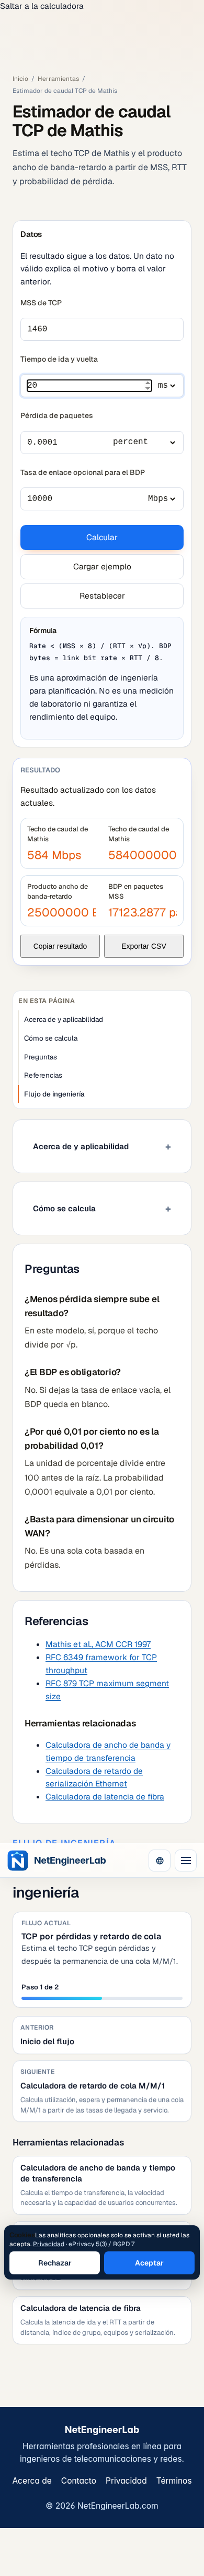 Saltar a la calculadora
Inicio / Herramientas /
Estimador de caudal TCP de Mathis
Estimador de caudal
TCP de Mathis
Estima el techo TCP de Mathis y el producto
ancho de banda-retardo a partir de MSS, RTT
y probabilidad de pérdida.
Datos
El resultado sigue a los datos. Un dato no
válido explica el motivo y borra el valor
anterior.
MSS de TCP
1460
Tiempo de ida y vuelta
20 ms
Pérdida de paquetes
0.0001 percent
Tasa de enlace opcional para el BDP
10000 Mbps
Calcular
Cargar ejemplo
Restablecer
Fórmula
Rate < (MSS × 8) / (RTT × √p). BDP
bytes = link bit rate × RTT / 8.
Es una aproximación de ingeniería
para planificación. No es una medición
de laboratorio ni garantiza el
rendimiento del equipo.
RESULTADO
Resultado actualizado con los datos
actuales.
Techo de caudal de
Mathis
584 Mbps
Techo de caudal de
Mathis
584000000
Producto ancho de
banda-retardo
25000000
BDP en paquetes
MSS
17123.2877
Copiar resultado
Exportar CSV
EN ESTA PÁGINA
Acerca de y aplicabilidad
Cómo se calcula
Preguntas
Referencias
Flujo de ingeniería
Acerca de y aplicabilidad +
Cómo se calcula +
Preguntas
¿Menos pérdida siempre sube el
resultado?
En este modelo, sí, porque el techo
divide por √p.
¿El BDP es obligatorio?
No. Si dejas la tasa de enlace vacía, el
BDP queda en blanco.
¿Por qué 0,01 por ciento no es la
probabilidad 0,01?
La unidad de porcentaje divide entre
100 antes de la raíz. La probabilidad
0,0001 equivale a 0,01 por ciento.
¿Basta para dimensionar un circuito
WAN?
No. Es una sola cota basada en
pérdidas.
Referencias
Mathis et al., ACM CCR 1997
RFC 6349 framework for TCP
throughput
RFC 879 TCP maximum segment
size
Herramientas relacionadas
Calculadora de ancho de banda y
tiempo de transferencia
Calculadora de retardo de
serialización Ethernet
Calculadora de latencia de fibra
FLUJO DE INGENIERÍA
NetEngineerLab
ingeniería
FLUJO ACTUAL
TCP por pérdidas y retardo de cola
Estima el techo TCP según pérdidas y
después la espera de una cola M/M/1.
Paso 1 de 2
ANTERIOR
Inicio del flujo
SIGUIENTE
Calculadora de retardo de cola M/M/1
Calcula utilización, espera y permanencia de una cola
M/M/1 a partir de las tasas de llegada y servicio.
Herramientas relacionadas
Calculadora de ancho de banda y tiempo
de transferencia
Calcula el tiempo de transferencia, la velocidad
necesaria y la capacidad de usuarios concurrentes.
Las analíticas opcionales solo se activan si usted las
acepta. Privacidad · ePrivacy 5(3) / RGPD 7
Rechazar
Aceptar
Calculadora de latencia de fibra
Calcula la latencia de ida y el RTT a partir de
distancia, índice de grupo, equipos y serialización.
NetEngineerLab
Herramientas profesionales en línea para
ingenieros de telecomunicaciones y redes.
Acerca de Contacto Privacidad Términos
© 2026 NetEngineerLab.com